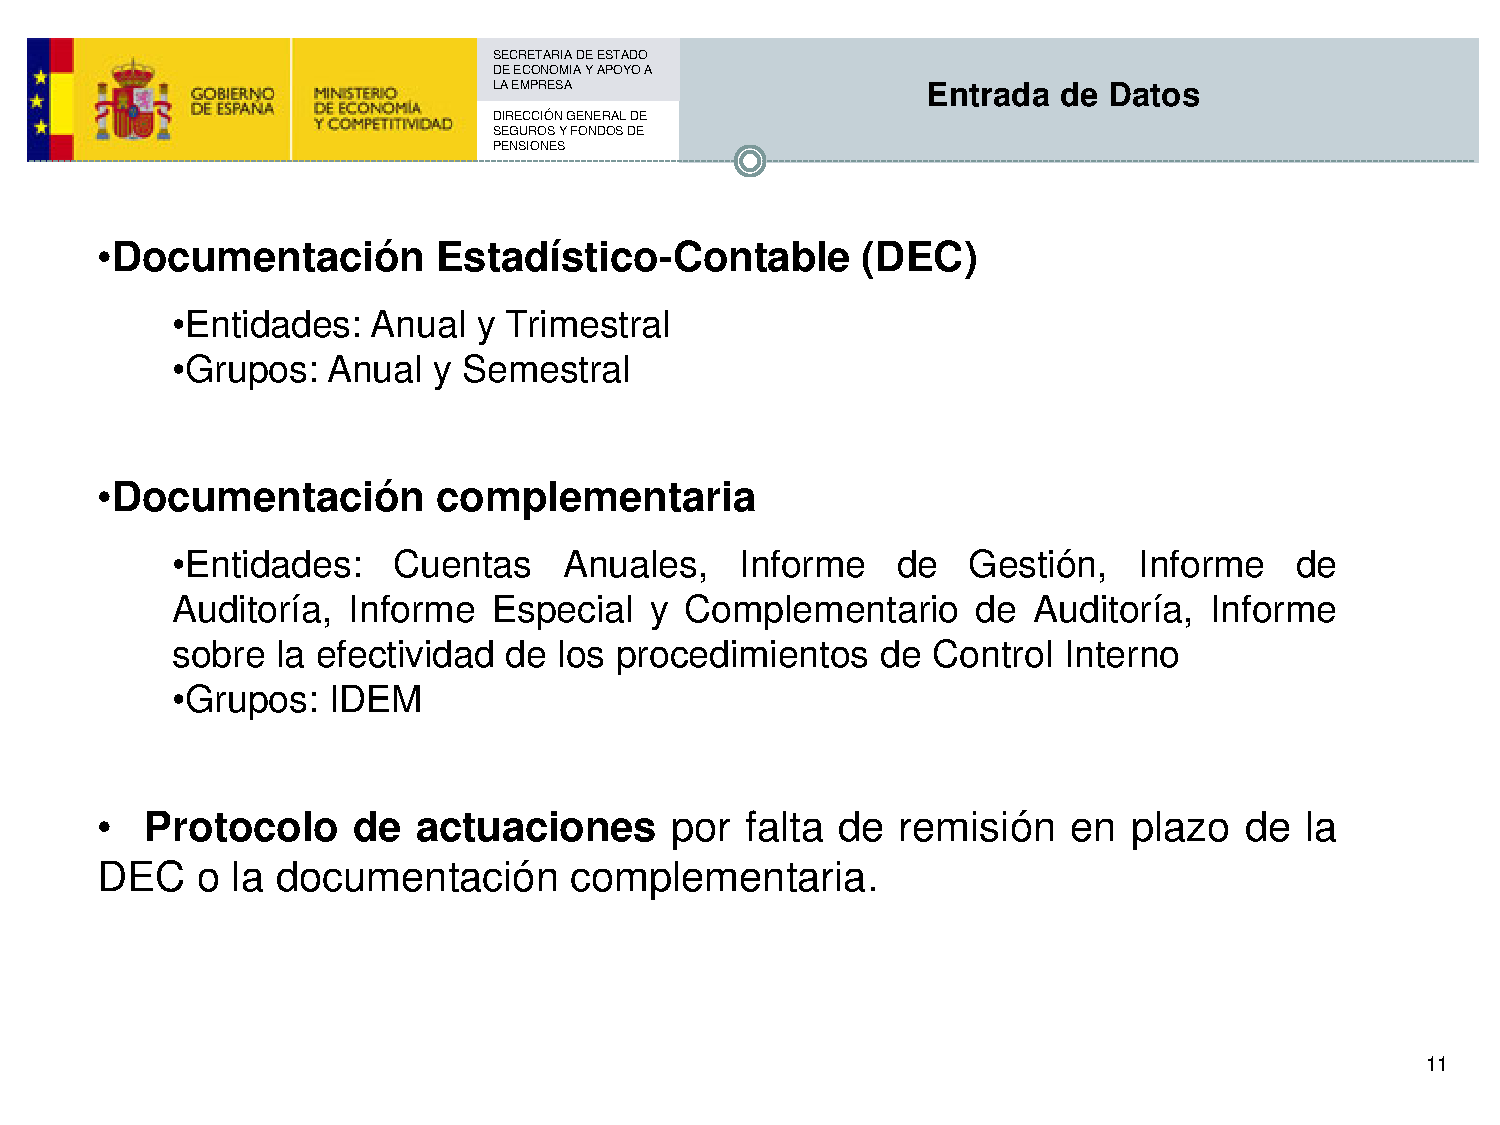 GOBIERNO
DE ESPAÑA
MINISTERIO
DE ECONOMÍA
Y COMPETITIVIDAD
SECRETARIA DE ESTADO
DE ECONOMIA Y APOYO A
LA EMPRESA
DIRECCIÓN GENERAL DE
SEGUROS Y FONDOS DE
PENSIONES
Entrada de Datos
•Documentación Estadístico-Contable (DEC)
•Entidades: Anual y Trimestral
•Grupos: Anual y Semestral
•Documentación complementaria
•Entidades: Cuentas Anuales, Informe de Gestión, Informe de
Auditoría, Informe Especial y Complementario de Auditoría, Informe
sobre la efectividad de los procedimientos de Control Interno
•Grupos: IDEM
• Protocolo de actuaciones por falta de remisión en plazo de la
DEC o la documentación complementaria.
11